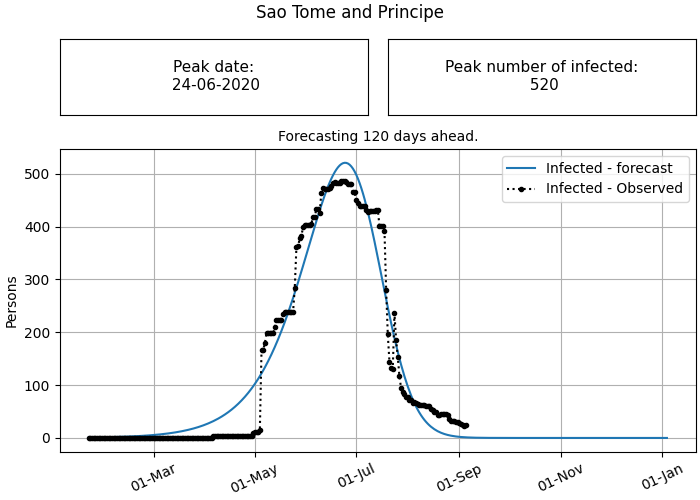 Sao Tome and Principe
Peak date:
24-06-2020
Peak number of infected:
520
Forecasting 120 days ahead.
Infected - forecast
Infected - Observed
Persons
500
400
300
200
100
0
01-Mar
01-May
01-Jul
01-Sep
01-Nov
01-Jan